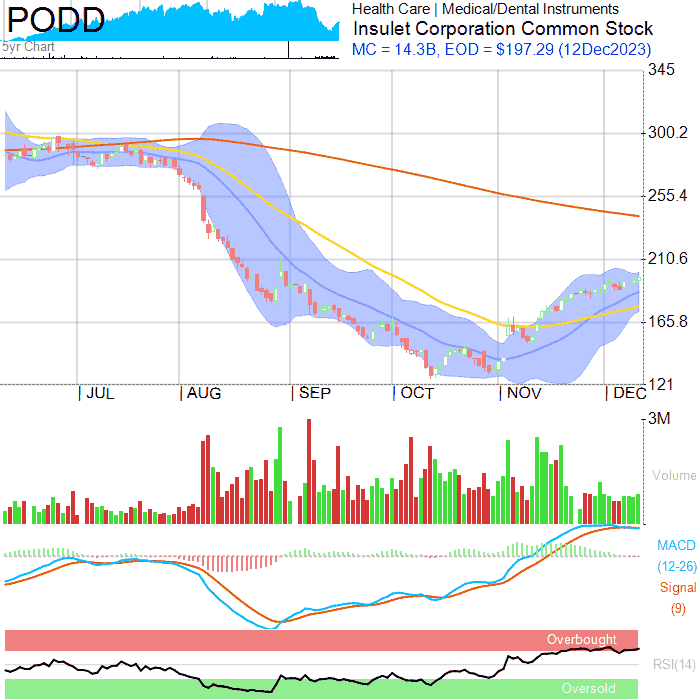 PODD
5yr Chart
Health Care | Medical/Dental Instruments
Insulet Corporation Common Stock
MC = 14.3B, EOD = $197.29 (12Dec2023)
345
300.2
255.4
210.6
165.8
121
| JUL | AUG | SEP | OCT | NOV | DEC
3M
Volume
MACD
(12-26)
Signal
(9)
Overbought
RSI(14)
Oversold